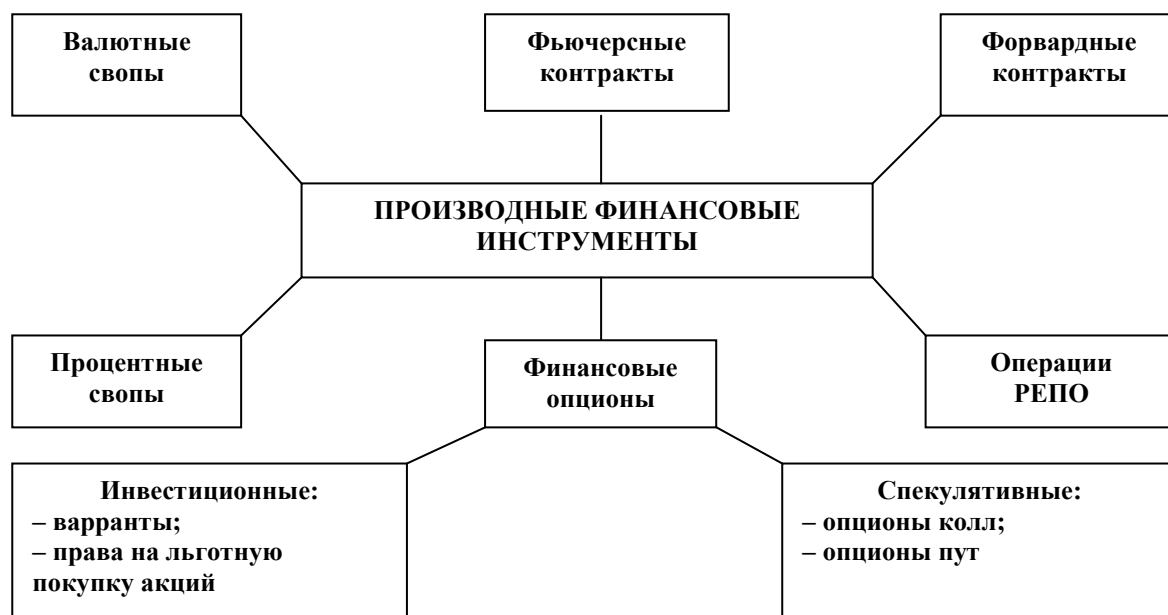 Валютные
свопы
Фьючерсные
контракты
Форвардные
контракты
ПРОИЗВОДНЫЕ ФИНАНСОВЫЕ
ИНСТРУМЕНТЫ
Процентные
свопы
Финансовые
опционы
Операции
РЕПО
Инвестиционные:
– варранты;
– права на льготную
покупку акций
Спекулятивные:
– опционы колл;
– опционы пут